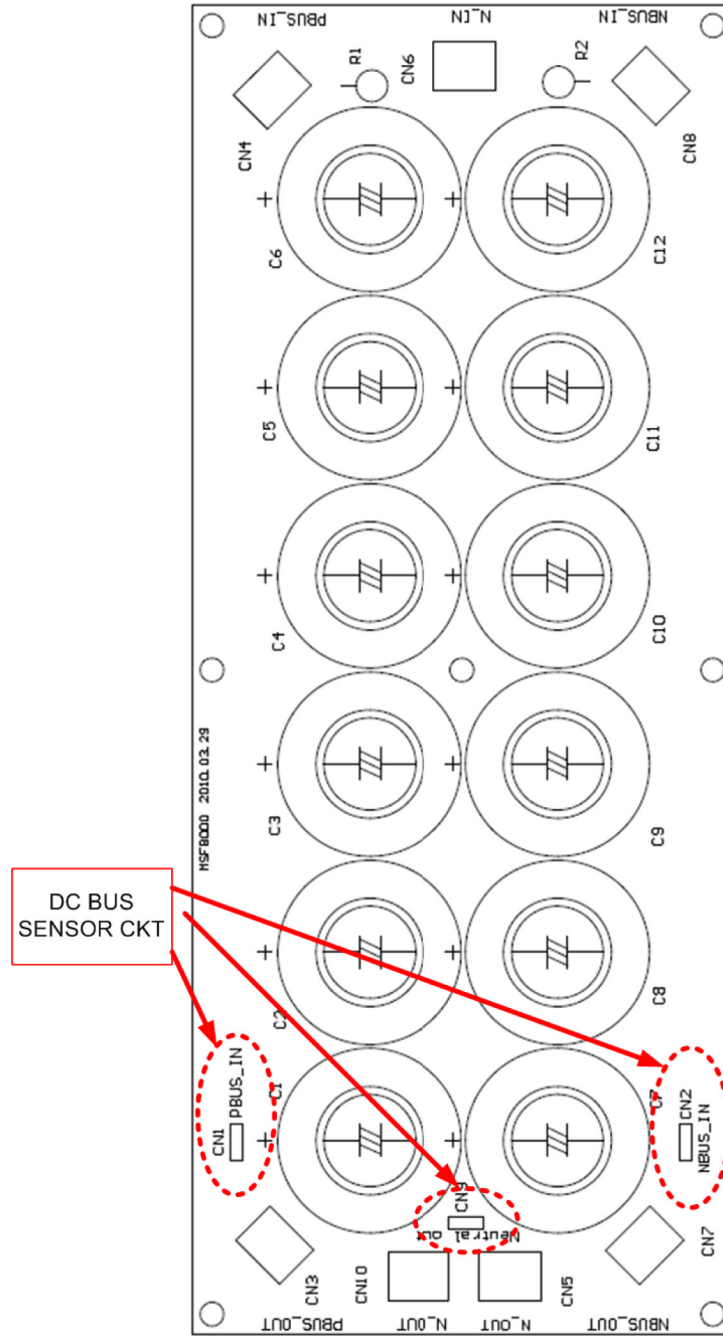 PBUS_IN
N_IN
NBUS_IN
R1
CN6
R2
CN4
CN8
C6
C12
C5
C11
C4
C10
MSF8000 2010.03.29
C3
C9
DC BUS
SENSOR CKT
C2
C8
C1
C7
CN1
PBUS_IN
CN2
NBUS_IN
CN9
Neutral out
CN3
CN10
CN5
CN7
PBUS_OUT
N_OUT
N_OUT
NBUS_OUT